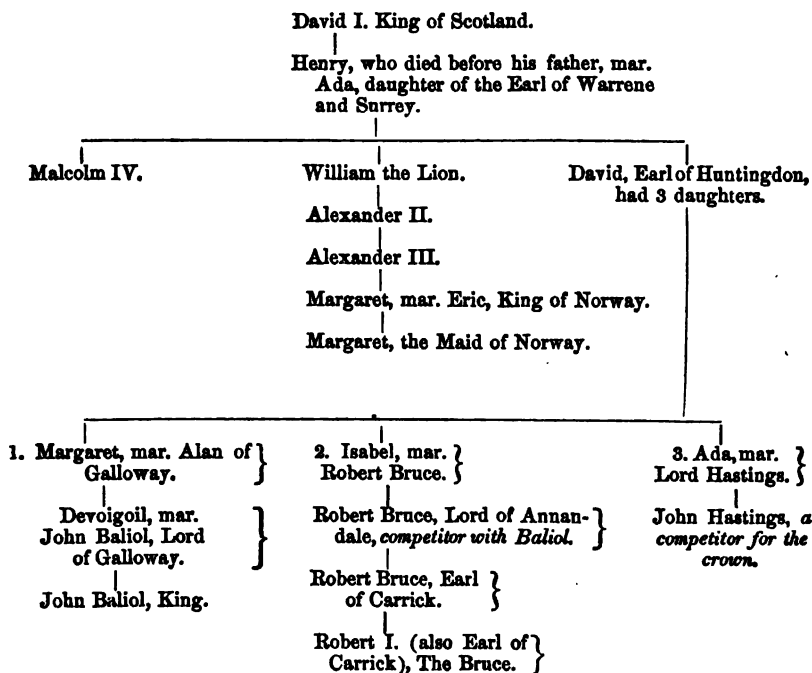 David I. King of Scotland.
Henry, who died before his father, mar.
Ada, daughter of the Earl of Warrene
and Surrey.
Malcolm IV.
William the Lion.
David, Earl of Huntingdon,
had 3 daughters.
Alexander II.
Alexander III.
Margaret, mar. Eric, King of Norway.
Margaret, the Maid of Norway.
1. Margaret, mar. Alan of
Galloway.
Devoigoil, mar.
John Baliol, Lord
of Galloway.
John Baliol, King.
2. Isabel, mar.
Robert Bruce.
Robert Bruce, Lord of Annan-
dale, competitor with Baliol.
Robert Bruce, Earl
of Carrick.
Robert I. (also Earl of
Carrick), The Bruce.
3. Ada, mar.
Lord Hastings.
John Hastings, a
competitor for the
crown.